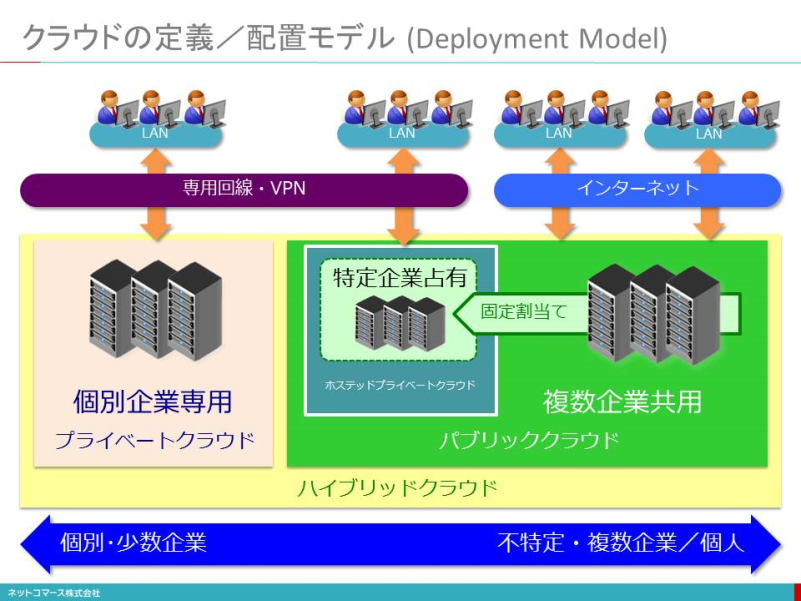 クラウドの定義／配置モデル (Deployment Model)
LAN
LAN
LAN
LAN
専用回線・VPN
インターネット
特定企業占有
固定割当て
ホステッドプライベートクラウド
個別企業専用
複数企業共用
プライベートクラウド
パブリッククラウド
ハイブリッドクラウド
個別・少数企業
不特定・複数企業／個人
ネットコマース株式会社